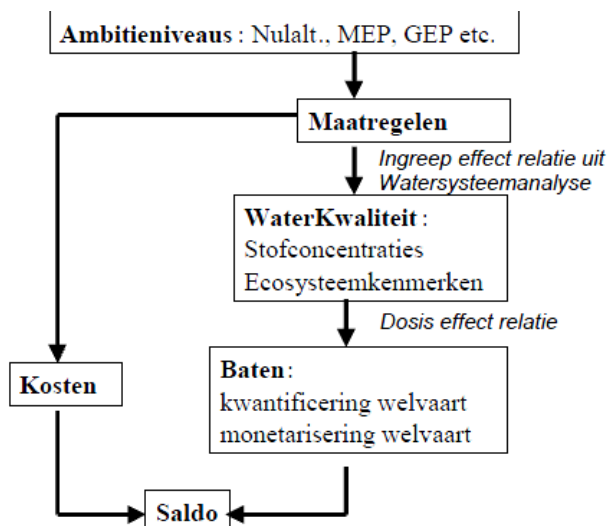 Ambitieniveaus : Nulalt., MEP, GEP etc.
Maatregelen
Ingreep effect relatie uit
Watersysteemanalyse
WaterKwaliteit :
Stofconcentraties
Ecosysteemkenmerken
Dosis effect relatie
Kosten
Baten :
kwantificering welvaart
monetarisering welvaart
Saldo